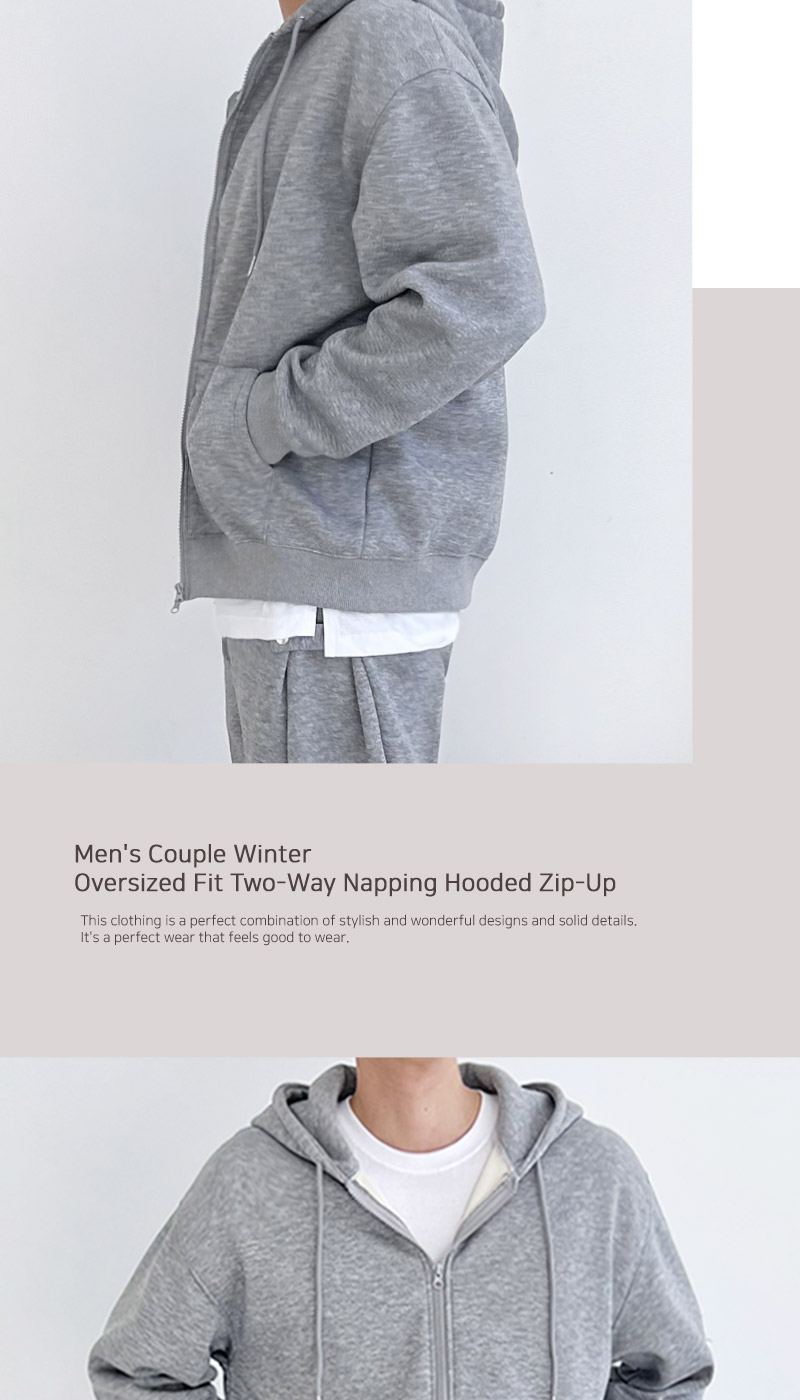 Men's Couple Winter
Oversized Fit Two-Way Napping Hooded Zip-Up
This clothing is a perfect combination of stylish and wonderful designs and solid details.
It's a perfect wear that feels good to wear.